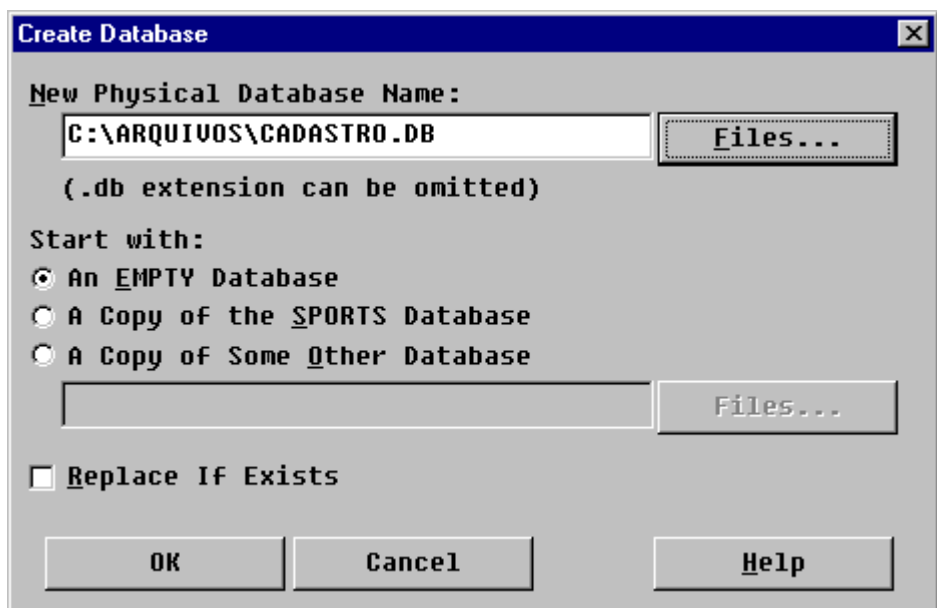 Create Database
New Physical Database Name:
C:\ARQUIVOS\CADASTRO.DB
Files...
(.db extension can be omitted)
Start with:
An EMPTY Database
A Copy of the SPORTS Database
A Copy of Some Other Database
Files...
Replace If Exists
OK
Cancel
Help